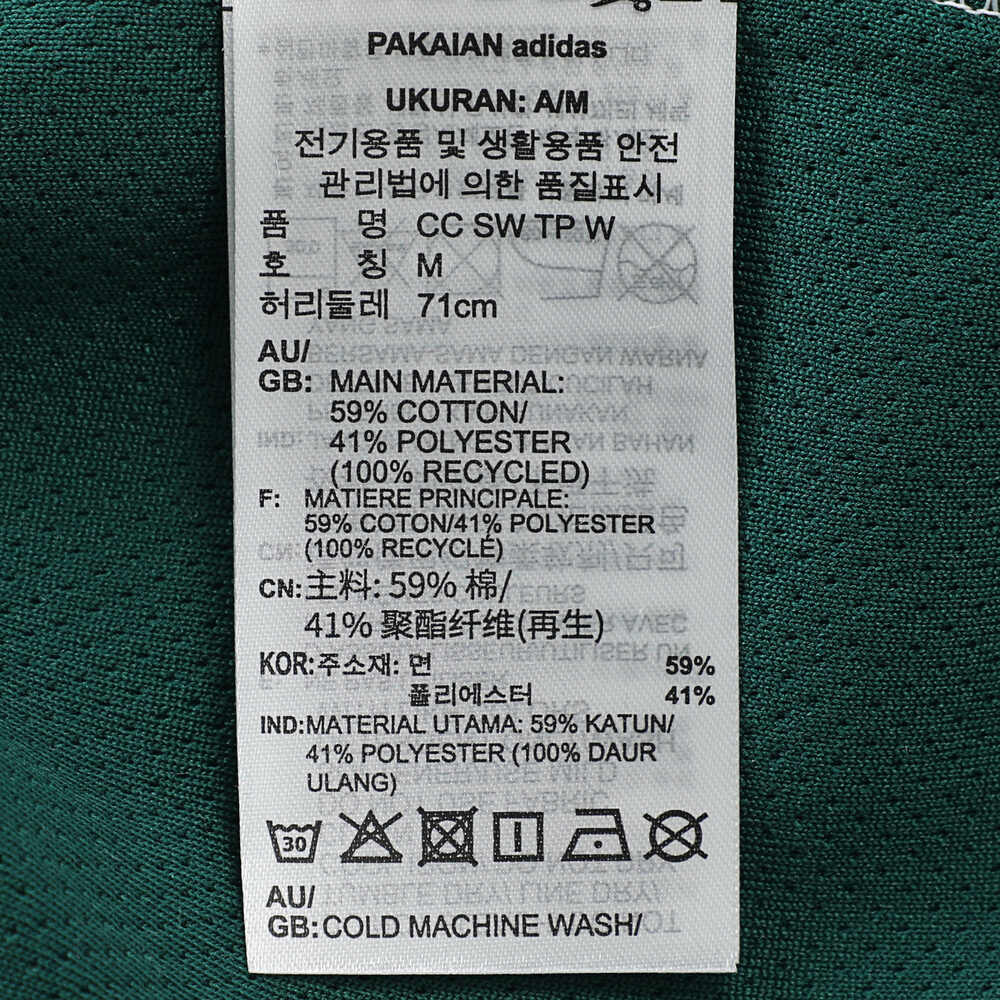 PAKAIAN adidas
UKURAN: A/M
전기용품 및 생활용품 안전
관리법에 의한 품질표시
품 명 CC SW TP W
호 칭 M
허리둘레 71cm
AU/
GB: MAIN MATERIAL:
59% COTTON/
41% POLYESTER
(100% RECYCLED)
F: MATIERE PRINCIPALE:
59% COTON/41% POLYESTER
(100% RECYCLÉ)
CN:主料: 59% 棉/
41% 聚酯纤维(再生)
KOR:주소재: 면 59%
폴리에스터 41%
IND:MATERIAL UTAMA: 59% KATUN/
41% POLYESTER (100% DAUR
ULANG)
30
AU/
GB:COLD MACHINE WASH/